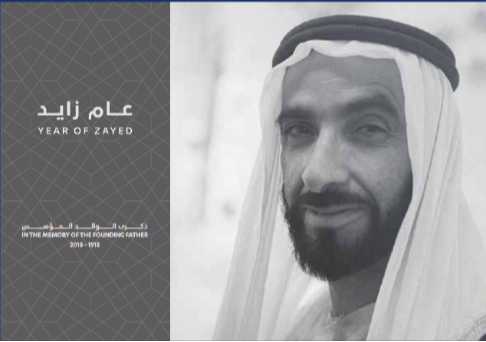 عام زايد
YEAR OF ZAYED
ذكرى الوالد المؤسس
IN THE MEMORY OF THE FOUNDING FATHER
2018 - 1918